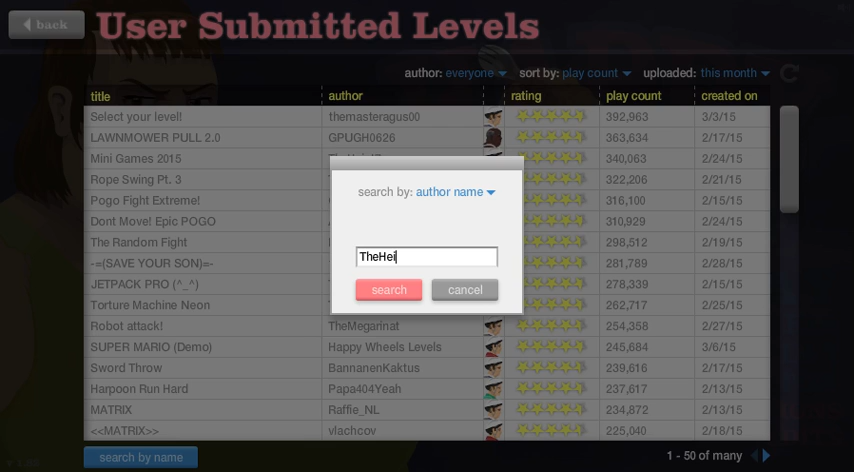 back
User Submitted Levels
author: everyone sort by: play count uploaded: this month
title author rating play count created on
Select your level! themasteragus00 392,963 3/3/15
LAWNMOWER PULL 2.0 GPUGH0626 363,634 2/17/15
Mini Games 2015 340,063 2/24/15
Rope Swing Pt. 3 322,206 2/21/15
Pogo Fight Extreme! 316,100 2/15/15
Dont Move! Epic POGO 310,929 2/24/15
The Random Fight 298,512 2/19/15
-=(SAVE YOUR SON)=- 281,789 2/28/15
JETPACK PRO (^_^) 278,339 2/15/15
Torture Machine Neon 262,717 2/25/15
Robot attack! TheMegarinat 254,358 2/27/15
SUPER MARIO (Demo) Happy Wheels Levels 245,684 3/6/15
Sword Throw BannanenKaktus 239,616 2/17/15
Harpoon Run Hard Papa404Yeah 237,617 2/13/15
MATRIX Raffie_NL 234,872 2/13/15
<<MATRIX>> vlachcov 225,040 2/18/15
search by: author name
TheHei
search cancel
search by name 1 - 50 of many